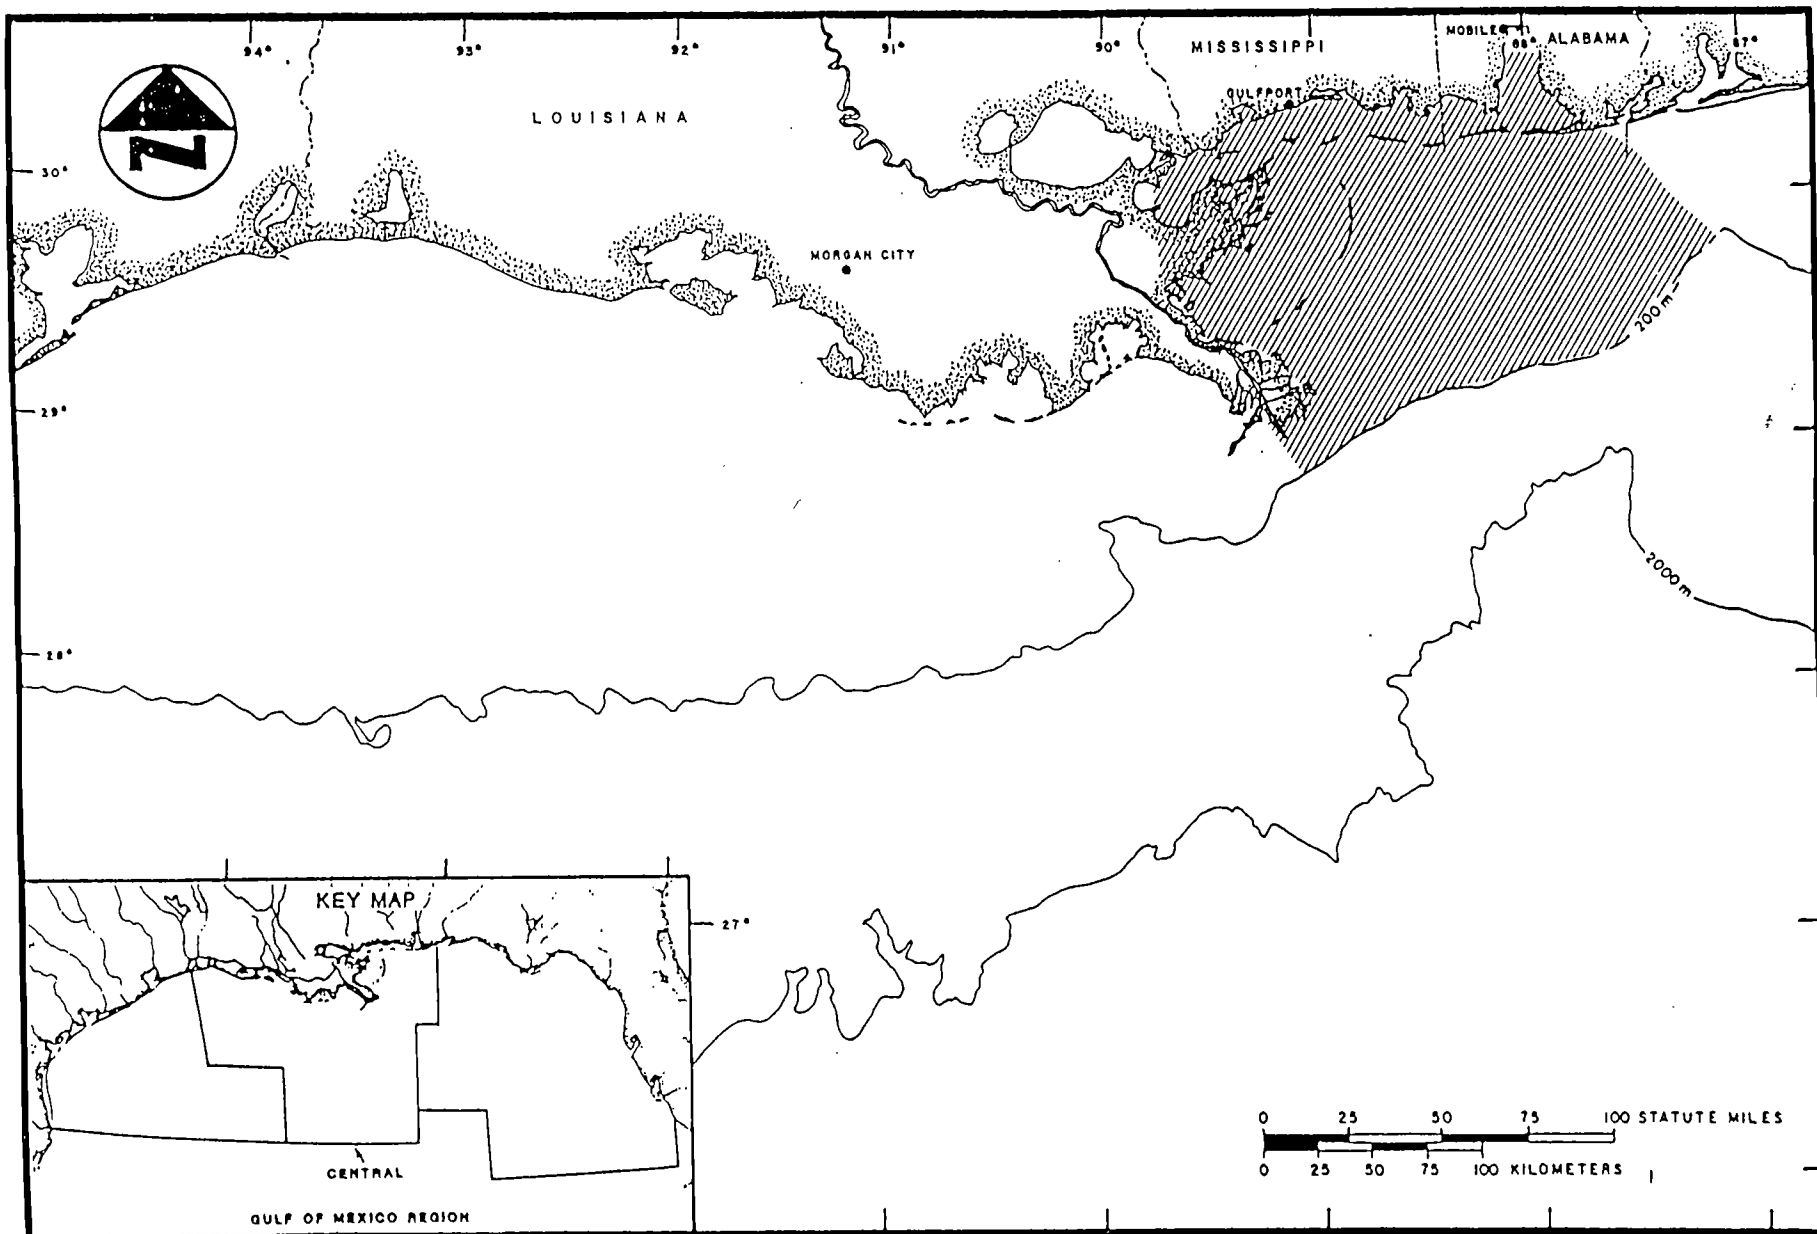 94°
93°
92°
91°
90°
MISSISSIPPI
MOBILE
88°
ALABAMA
87°
GULFPORT
LOUISIANA
N
30°
MORGAN CITY
200m
29°
2000m
28°
KEY MAP
27°
0 25 50 75 100 STATUTE MILES
0 25 50 75 100 KILOMETERS
CENTRAL
GULF OF MEXICO REGION